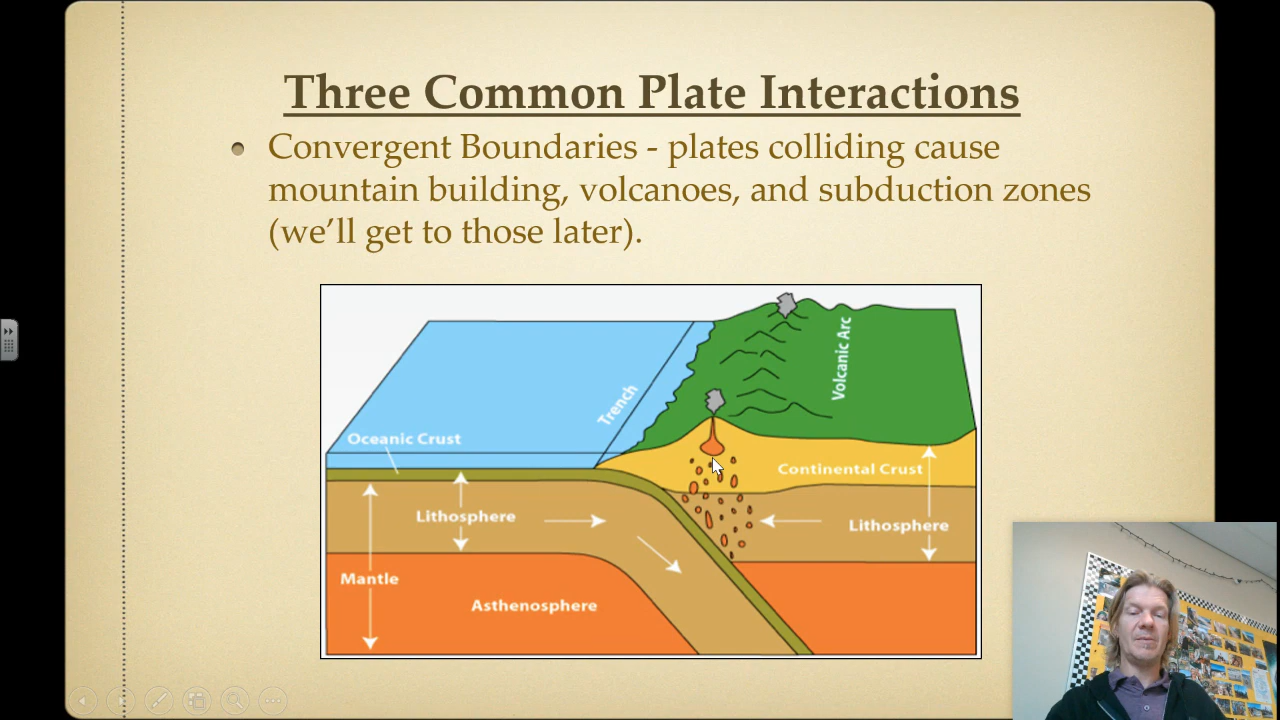 Three Common Plate Interactions
Convergent Boundaries - plates colliding cause
mountain building, volcanoes, and subduction zones
(we’ll get to those later).
Volcanic Arc
Trench
Oceanic Crust
Continental Crust
Lithosphere
Lithosphere
Mantle
Asthenosphere